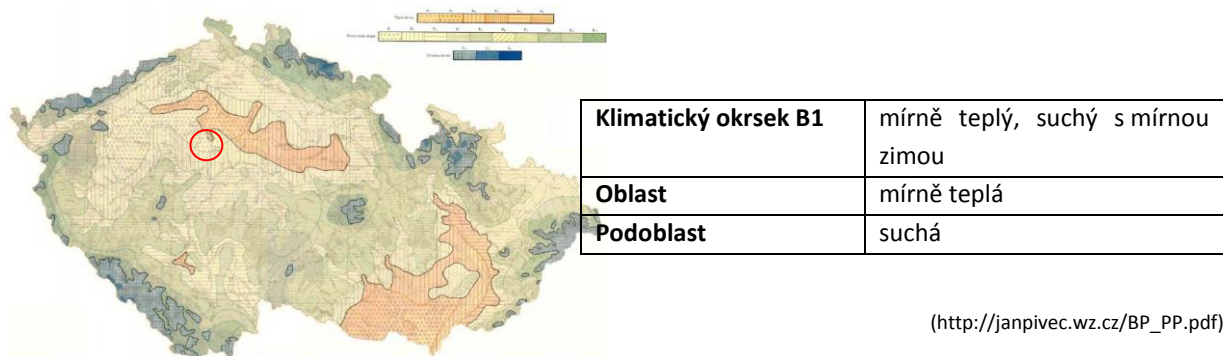 Klimatický okrsek B1
mírně teplý, suchý s mírnou
zimou
Oblast
mírně teplá
Podoblast
suchá
(http://janpivec.wz.cz/BP_PP.pdf)